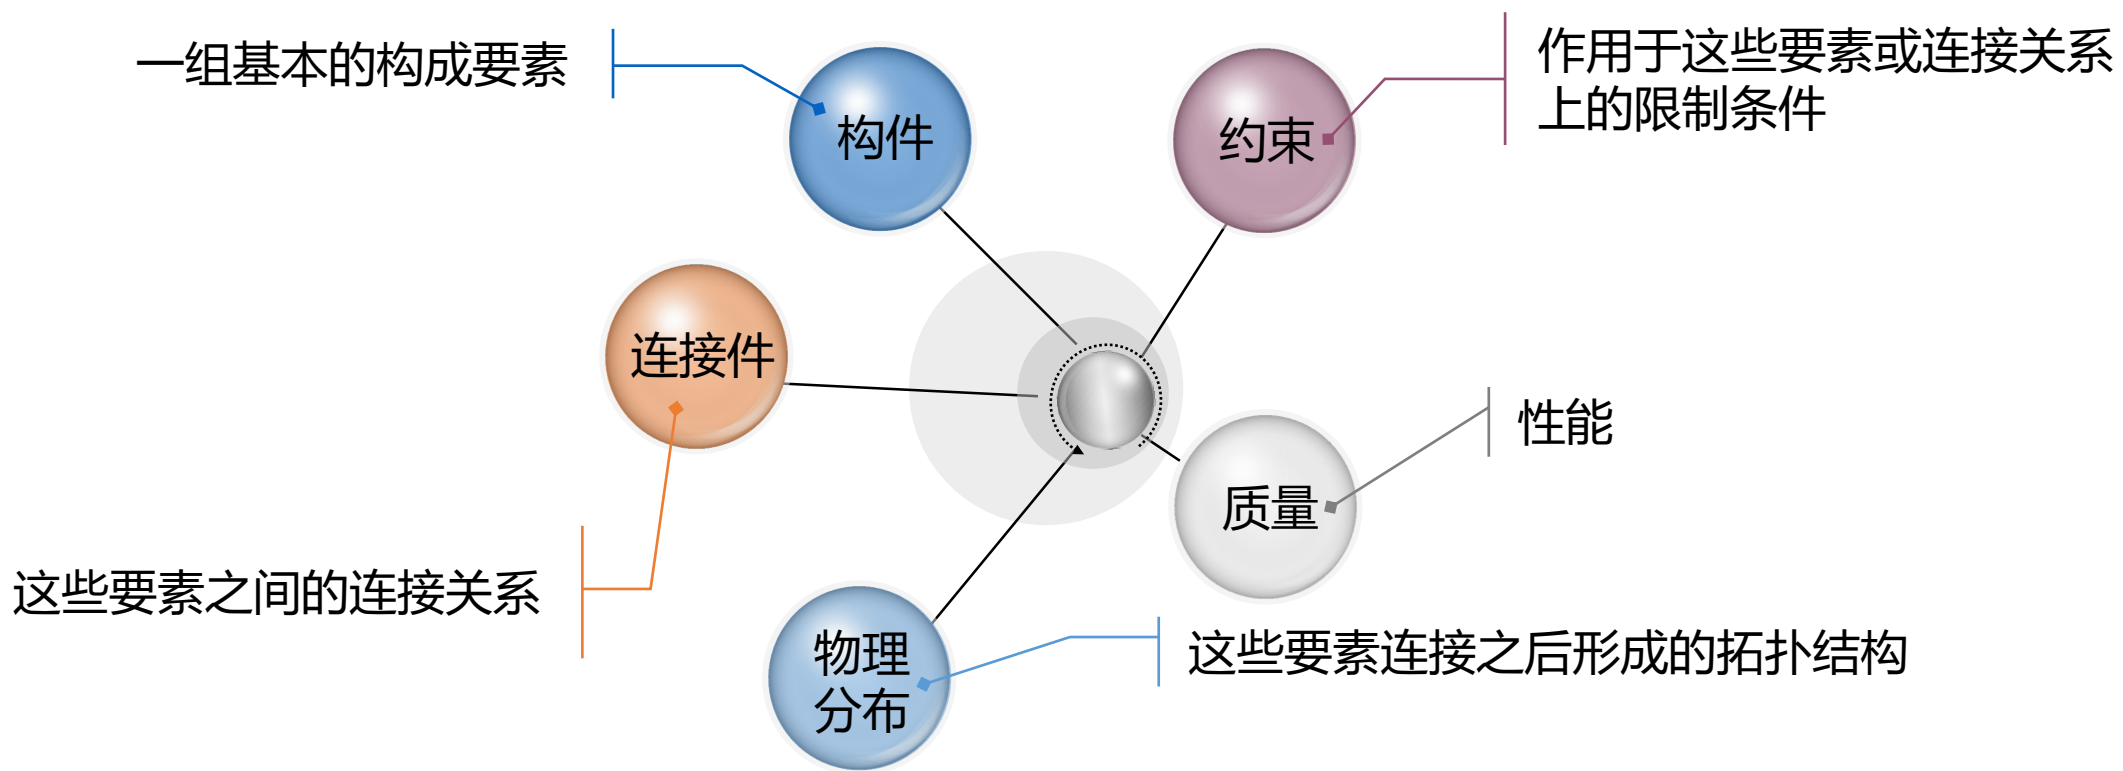 一组基本的构成要素
构件
约束
作用于这些要素或连接关系
上的限制条件
连接件
性能
质量
这些要素之间的连接关系
物理
分布
这些要素连接之后形成的拓扑结构